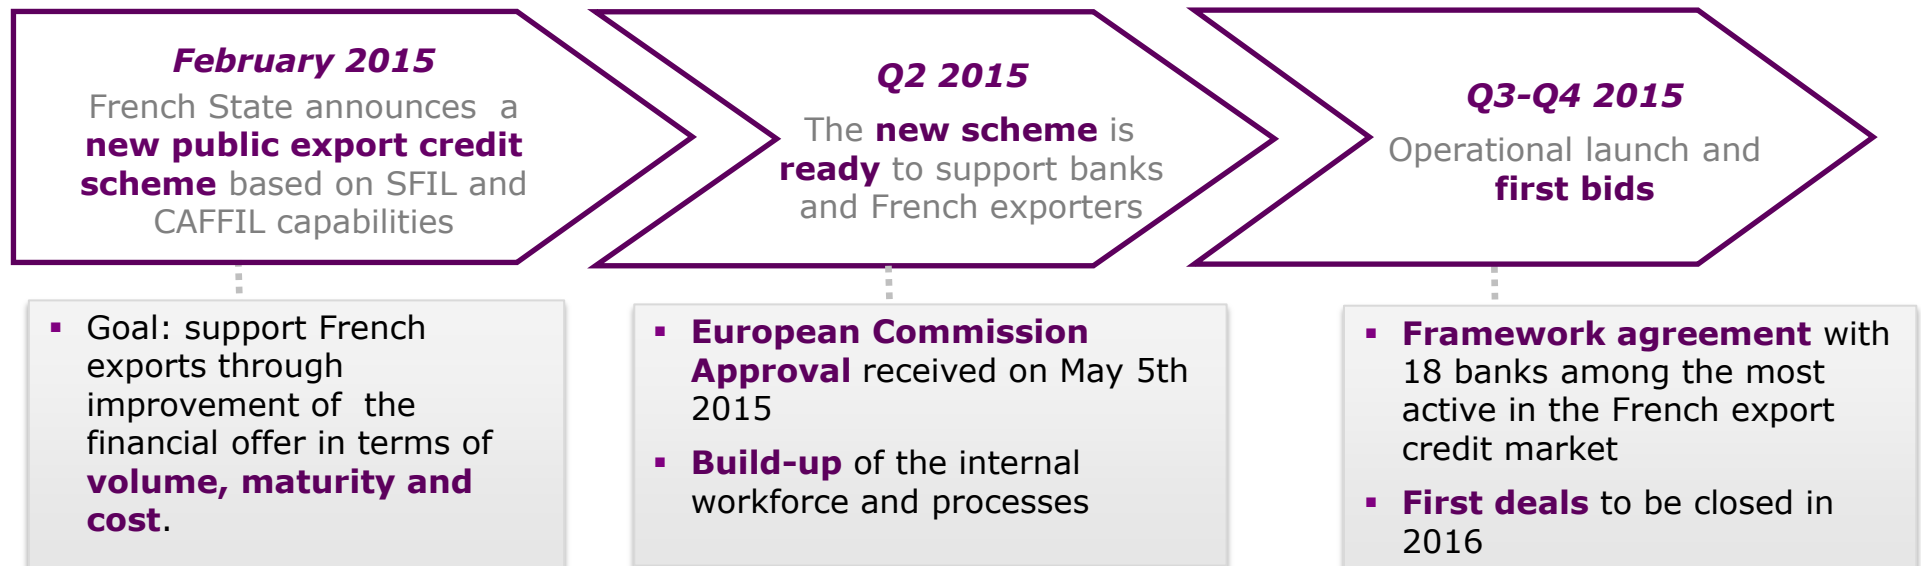 February 2015
French State announces a
new public export credit
scheme based on SFIL and
CAFFIL capabilities
Q2 2015
The new scheme is
ready to support banks
and French exporters
Q3-Q4 2015
Operational launch and
first bids
▪ Goal: support French
exports through
improvement of the
financial offer in terms of
volume, maturity and
cost.
▪ European Commission
Approval received on May 5th
2015
▪ Build-up of the internal
workforce and processes
▪ Framework agreement with
18 banks among the most
active in the French export
credit market
▪ First deals to be closed in
2016